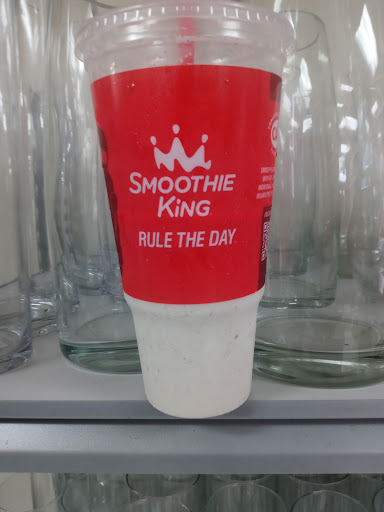 SMOOTHIE
KiNG
RULE THE DAY